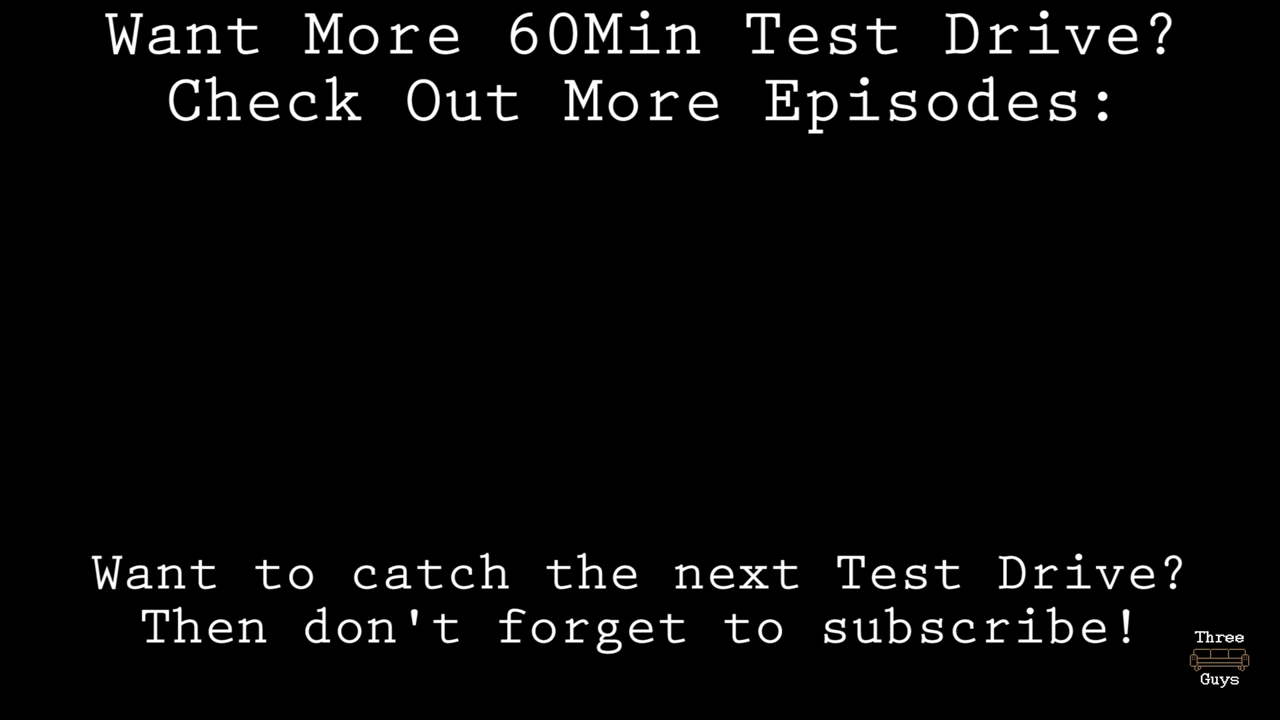 Want More 60Min Test Drive?
Check Out More Episodes:
Want to catch the next Test Drive?
Then don't forget to subscribe!
Three
Guys